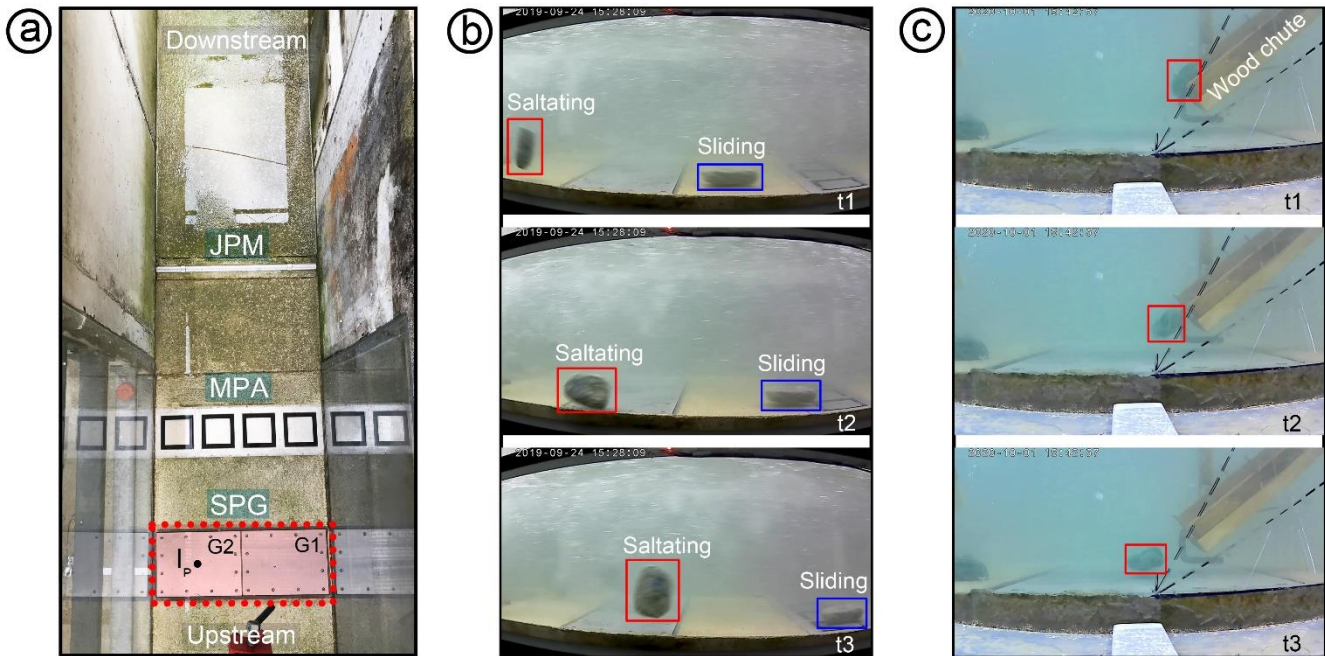 a
Downstream
JPM
MPA
SPG
G2
G1
I_P
Upstream
b
2019-09-24 15:28:09
Saltating
Sliding
t1
2019-09-24 15:28:09
Saltating
Sliding
t2
2019-09-24 15:28:09
Saltating
Sliding
t3
c
Wood chute
t1
t2
t3